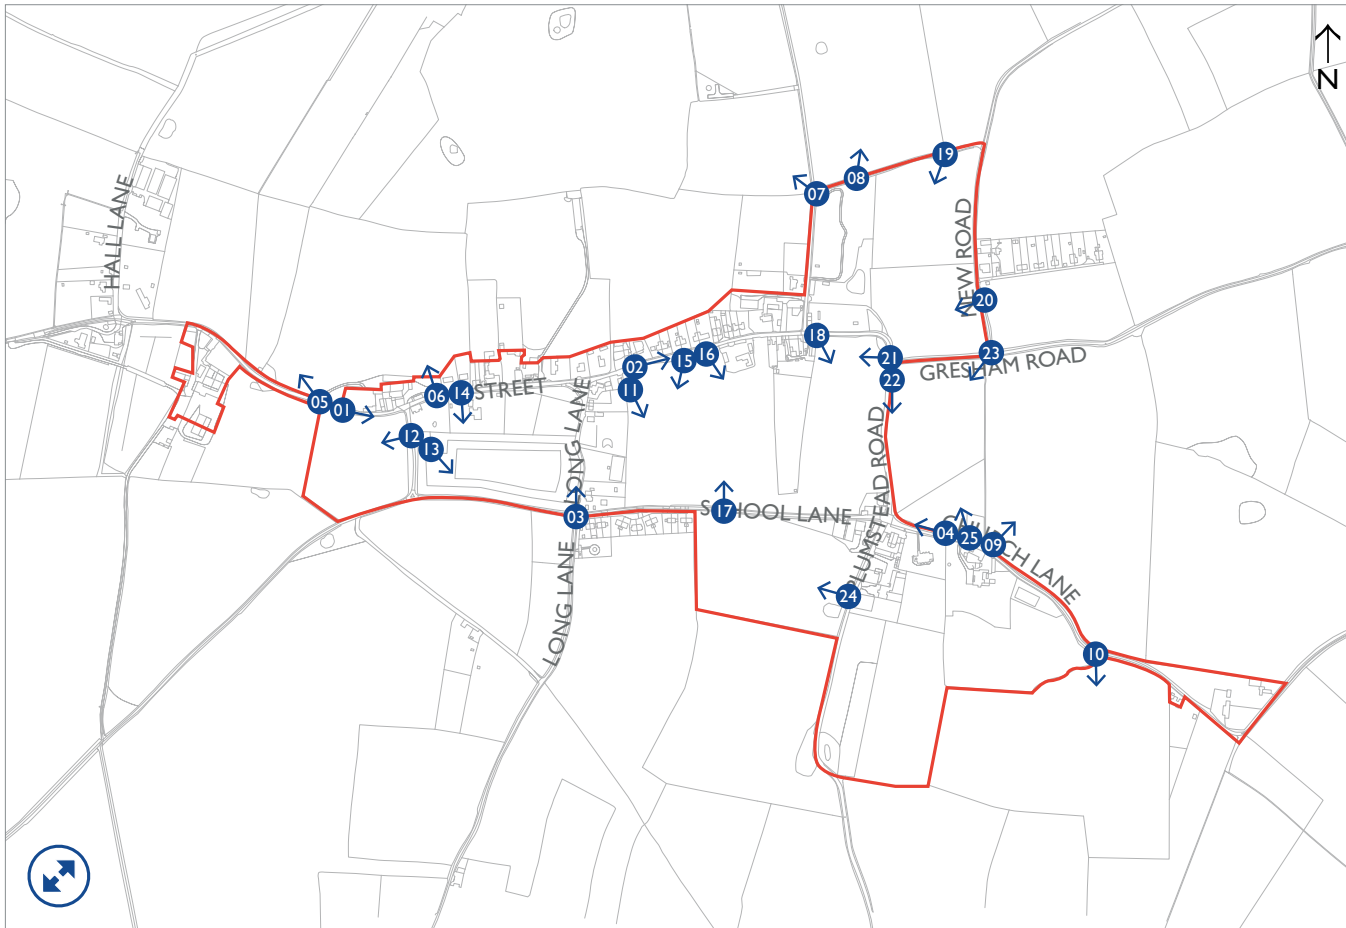 N
19
08
07
HALL LANE
NEW ROAD
20
18
23
21
GRESHAM ROAD
16
15
02
22
11
STREET
14
06
05
01
LONG LANE
PLUMSTEAD ROAD
12
13
03
17
SCHOOL LANE
04
25
09
CHURCH LANE
LONG LANE
24
10